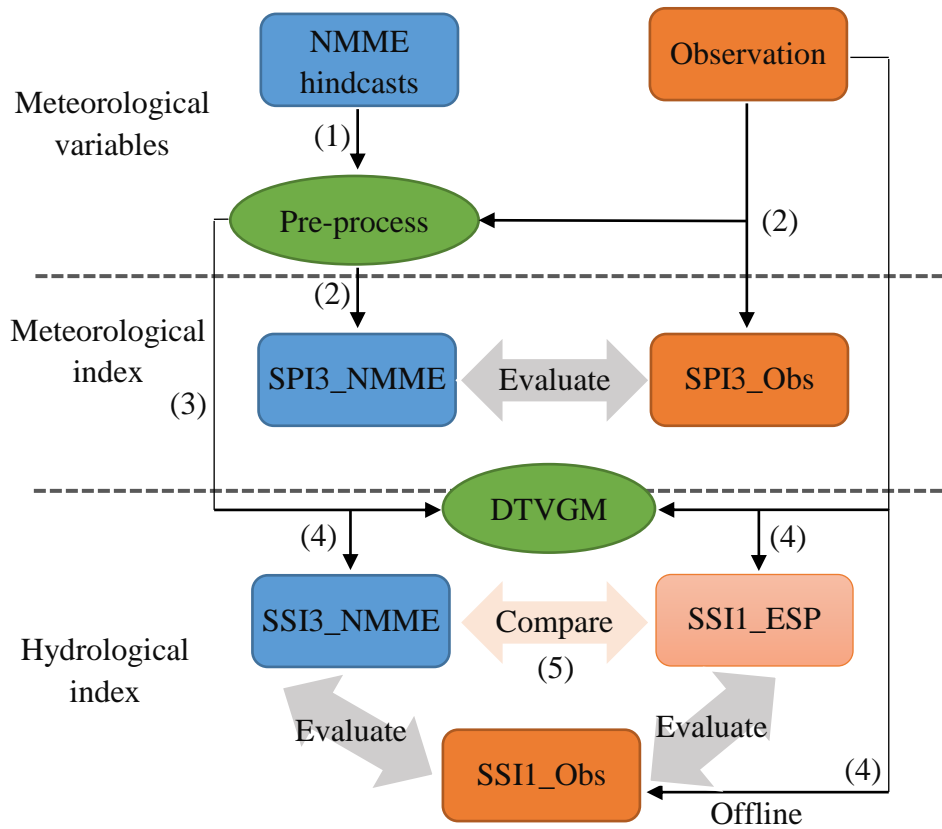 NMME
hindcasts
Observation
Meteorological
variables
(1)
Pre-process
(2)
(2)
Meteorological
index
SPI3_NMME
Evaluate
SPI3_Obs
(3)
DTVGM
(4)
(4)
SSI3_NMME
Compare
(5)
SSI1_ESP
Hydrological
index
Evaluate
Evaluate
SSI1_Obs
(4)
Offline